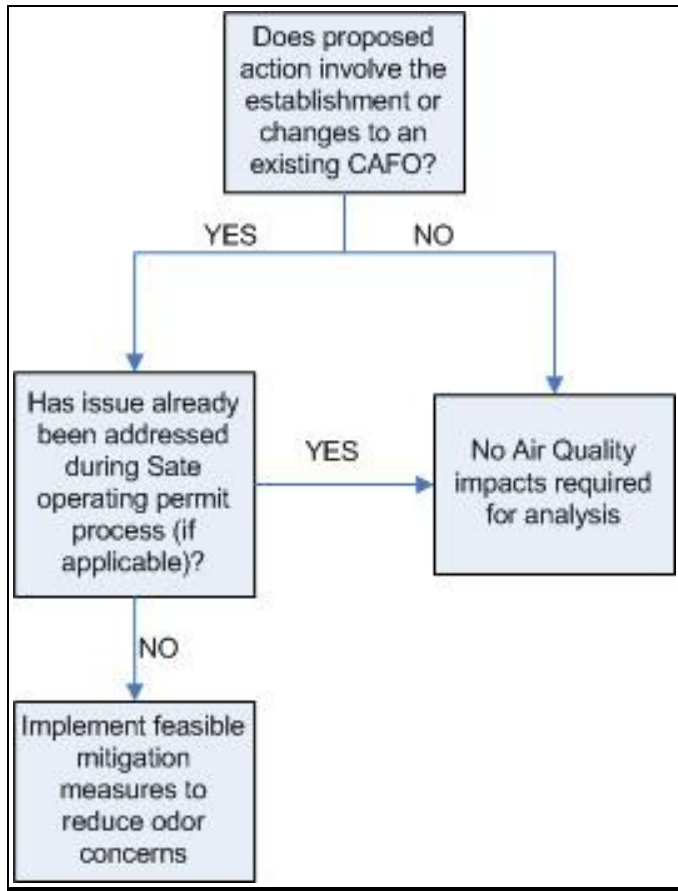 Does proposed
action involve the
establishment or
changes to an
existing CAFO?
YES
NO
Has issue already
been addressed
during Sate
operating permit
process (if
applicable)?
YES
No Air Quality
impacts required
for analysis
NO
Implement feasible
mitigation
measures to
reduce odor
concerns